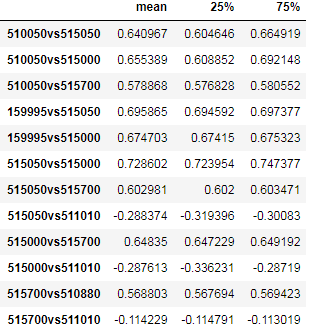 mean 25% 75%
510050vs515050 0.640967 0.604646 0.664919
510050vs515000 0.655389 0.608852 0.692148
510050vs515700 0.578868 0.576828 0.580552
159995vs515050 0.695865 0.694592 0.697377
159995vs515000 0.674703 0.67415 0.675323
515050vs515000 0.728602 0.723954 0.747377
515050vs515700 0.602981 0.602 0.603471
515050vs511010 -0.288374 -0.319396 -0.30083
515000vs515700 0.64835 0.647229 0.649192
515000vs511010 -0.287613 -0.336231 -0.28719
515700vs510880 0.568803 0.567694 0.569423
515700vs511010 -0.114229 -0.114791 -0.113019